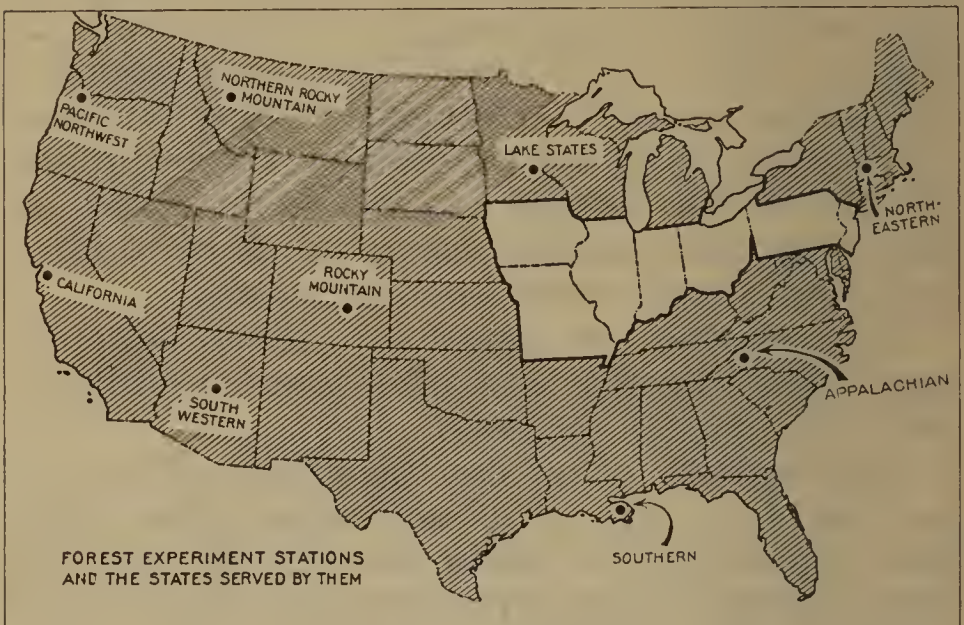 NORTHERN ROCKY
MOUNTAIN
PACIFIC
NORTHWEST
LAKE STATES
NORTH-
EASTERN
CALIFORNIA
ROCKY
MOUNTAIN
SOUTH
WESTERN
APPALACHIAN
SOUTHERN
FOREST EXPERIMENT STATIONS
AND THE STATES SERVED BY THEM